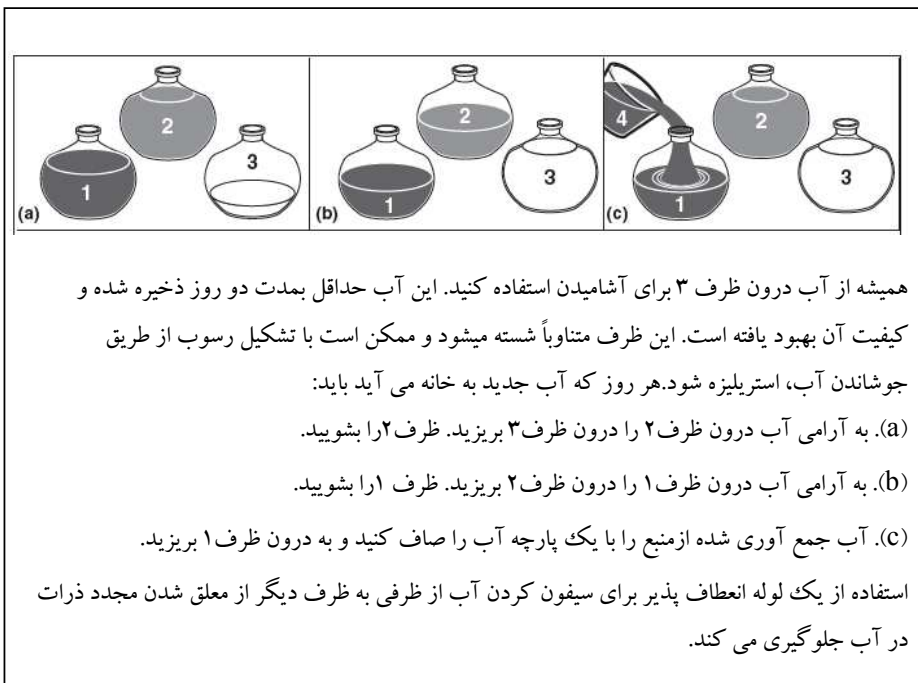 1 2 3 (a)
1 2 3 (b)
4 1 2 3 (c)
همیشه از آب درون ظرف ۳ برای آشامیدن استفاده کنید. این آب حداقل بمدت دو روز ذخیره شده و
کیفیت آن بهبود یافته است. این ظرف متناوباً شسته میشود و ممکن است با تشکیل رسوب از طریق
جوشاندن آب، استریلیزه شود.هر روز که آب جدید به خانه می آید باید:
(a). به آرامی آب درون ظرف۲ را درون ظرف۳ بریزید. ظرف۲را بشویید.
(b). به آرامی آب درون ظرف۱ را درون ظرف۲ بریزید. ظرف ۱را بشویید.
(c). آب جمع آوری شده ازمنبع را با یک پارچه آب را صاف کنید و به درون ظرف۱ بریزید.
استفاده از یک لوله انعطاف پذیر برای سیفون کردن آب از ظرفی به ظرف دیگر از معلق شدن مجدد ذرات
در آب جلوگیری می کند.